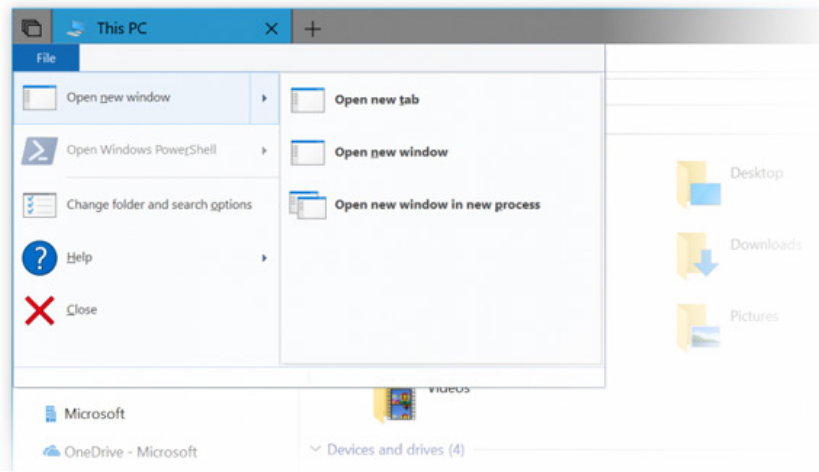 This PC
File
Open new window
Open new tab
Open Windows PowerShell
Open new window
Change folder and search options
Open new window in new process
Help
Close
Desktop
Downloads
Pictures
Videos
Microsoft
OneDrive - Microsoft
Devices and drives (4)